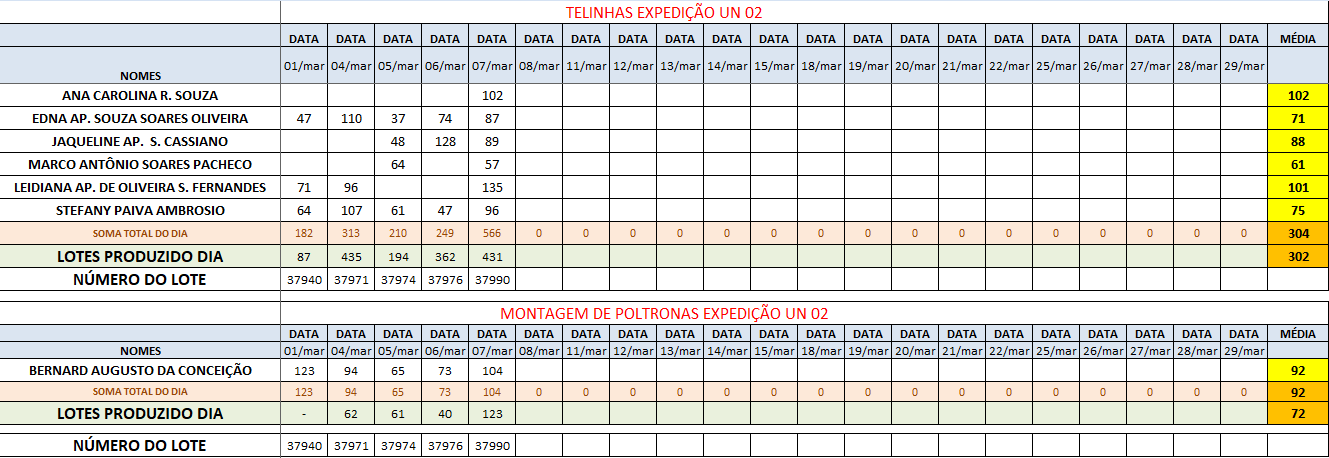 TELINHAS EXPEDIÇÃO UN 02
DATA DATA DATA DATA DATA DATA DATA DATA DATA DATA DATA DATA DATA DATA DATA DATA DATA DATA DATA DATA DATA MÉDIA
NOMES 01/mar 04/mar 05/mar 06/mar 07/mar 08/mar 11/mar 12/mar 13/mar 14/mar 15/mar 18/mar 19/mar 20/mar 21/mar 22/mar 25/mar 26/mar 27/mar 28/mar 29/mar
ANA CAROLINA R. SOUZA 102 102
EDNA AP. SOUZA SOARES OLIVEIRA 47 110 37 74 87 71
JAQUELINE AP. S. CASSIANO 48 128 89 88
MARCO ANTÔNIO SOARES PACHECO 64 57 61
LEIDIANA AP. DE OLIVEIRA S. FERNANDES 71 96 135 101
STEFANY PAIVA AMBROSIO 64 107 61 47 96 75
SOMA TOTAL DO DIA 182 313 210 249 566 0 0 0 0 0 0 0 0 0 0 0 0 0 0 0 0 304
LOTES PRODUZIDO DIA 87 435 194 362 431 302
NÚMERO DO LOTE 37940 37971 37974 37976 37990
MONTAGEM DE POLTRONAS EXPEDIÇÃO UN 02
DATA DATA DATA DATA DATA DATA DATA DATA DATA DATA DATA DATA DATA DATA DATA DATA DATA DATA DATA DATA DATA MÉDIA
NOMES 01/mar 04/mar 05/mar 06/mar 07/mar 08/mar 11/mar 12/mar 13/mar 14/mar 15/mar 18/mar 19/mar 20/mar 21/mar 22/mar 25/mar 26/mar 27/mar 28/mar 29/mar
BERNARD AUGUSTO DA CONCEIÇÃO 123 94 65 73 104 92
SOMA TOTAL DO DIA 123 94 65 73 104 0 0 0 0 0 0 0 0 0 0 0 0 0 0 0 0 92
LOTES PRODUZIDO DIA - 62 61 40 123 72
NÚMERO DO LOTE 37940 37971 37974 37976 37990